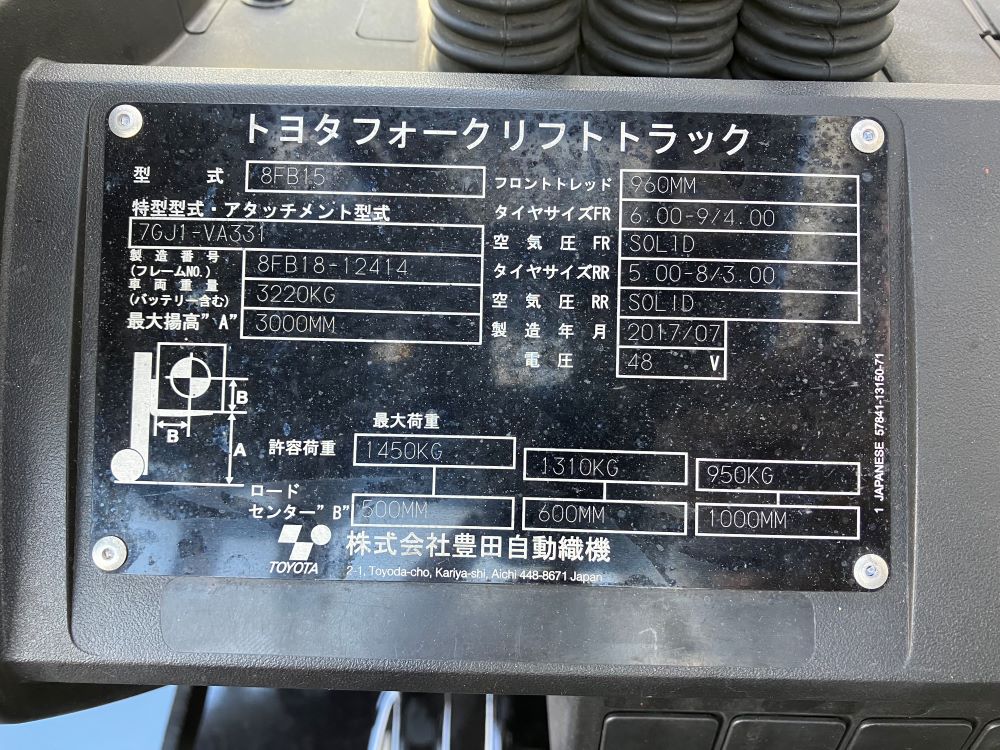 トヨタフォークリフトトラック
型式 8FB15
特型型式・アタッチメント型式
7GJ1-VA331
製造番号
(フレームNO.) 8FB18-12414
車両重量
(バッテリー含む) 3220KG
最大揚高"A" 3000MM
フロントトレッド 960MM
タイヤサイズFR 6.00-9/4.00
空気圧FR SOLID
タイヤサイズRR 5.00-8/3.00
空気圧RR SOLID
製造年月 2017/07
電圧 48 V
B
B
A
最大荷重
許容荷重 1450KG 1310KG 950KG
ロード
センター"B" 500MM 600MM 1000MM
TOYOTA
株式会社豊田自動織機
2-1, Toyoda-cho, Kariya-shi, Aichi 448-8671 Japan
1 JAPANESE 57841-13150-71